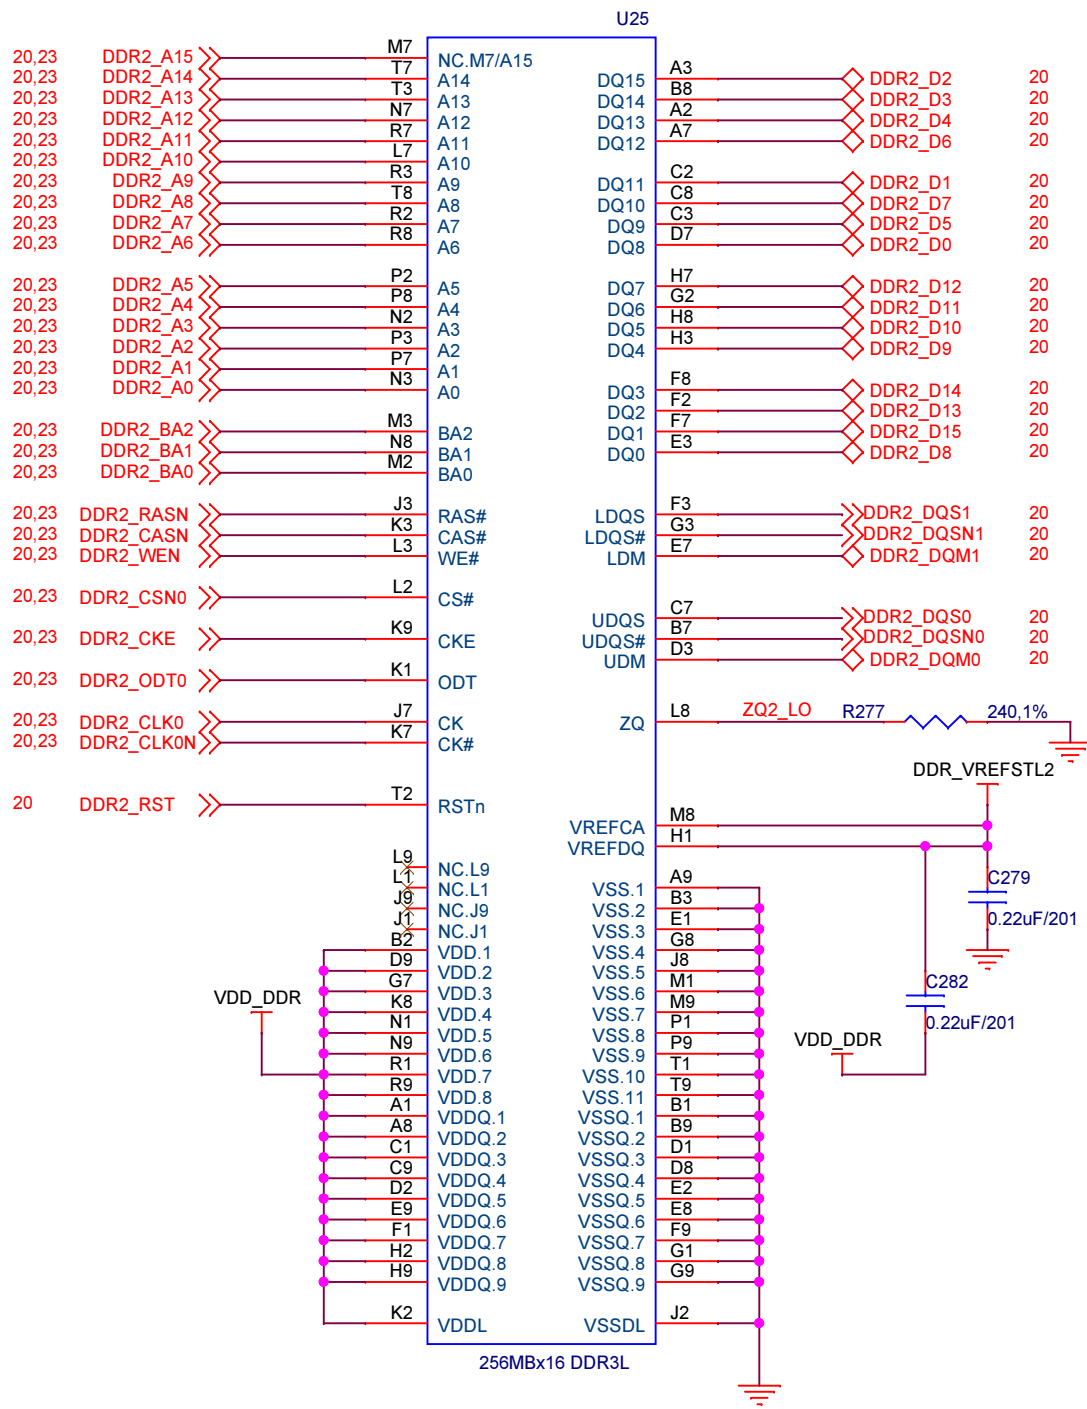 U25
20,23 DDR2_A15 M7 NC.M7/A15
20,23 DDR2_A14 T7 A14 DQ15 A3 DDR2_D2 20
20,23 DDR2_A13 T3 A13 DQ14 B8 DDR2_D3 20
20,23 DDR2_A12 N7 A12 DQ13 A2 DDR2_D4 20
20,23 DDR2_A11 R7 A11 DQ12 A7 DDR2_D6 20
20,23 DDR2_A10 L7 A10
20,23 DDR2_A9 R3 A9 DQ11 C2 DDR2_D1 20
20,23 DDR2_A8 T8 A8 DQ10 C8 DDR2_D7 20
20,23 DDR2_A7 R2 A7 DQ9 C3 DDR2_D5 20
20,23 DDR2_A6 R8 A6 DQ8 D7 DDR2_D0 20
20,23 DDR2_A5 P2 A5 DQ7 H7 DDR2_D12 20
20,23 DDR2_A4 P8 A4 DQ6 G2 DDR2_D11 20
20,23 DDR2_A3 N2 A3 DQ5 H8 DDR2_D10 20
20,23 DDR2_A2 P3 A2 DQ4 H3 DDR2_D9 20
20,23 DDR2_A1 P7 A1
20,23 DDR2_A0 N3 A0 DQ3 F8 DDR2_D14 20
DQ2 F2 DDR2_D13 20
20,23 DDR2_BA2 M3 BA2 DQ1 F7 DDR2_D15 20
20,23 DDR2_BA1 N8 BA1 DQ0 E3 DDR2_D8 20
20,23 DDR2_BA0 M2 BA0
20,23 DDR2_RASN J3 RAS# LDQS F3 DDR2_DQS1 20
20,23 DDR2_CASN K3 CAS# LDQS# G3 DDR2_DQSN1 20
20,23 DDR2_WEN L3 WE# LDM E7 DDR2_DQM1 20
20,23 DDR2_CSN0 L2 CS#
UDQS C7 DDR2_DQS0 20
20,23 DDR2_CKE K9 CKE UDQS# B7 DDR2_DQSN0 20
UDM D3 DDR2_DQM0 20
20,23 DDR2_ODT0 K1 ODT
20,23 DDR2_CLK0 J7 CK ZQ L8 ZQ2_LO R277 240,1%
20,23 DDR2_CLK0N K7 CK#
DDR_VREFSTL2
20 DDR2_RST T2 RSTn
VREFCA M8
VREFDQ H1
L9 NC.L9
C279
L1 NC.L1 VSS.1 A9
J9 NC.J9 VSS.2 B3
0.22uF/201
J1 NC.J1 VSS.3 E1
B2 VDD.1 VSS.4 G8
D9 VDD.2 VSS.5 J8
C282
G7 VDD.3 VSS.6 M1
VDD_DDR
K8 VDD.4 VSS.7 M9
0.22uF/201
N1 VDD.5 VSS.8 P1
VDD_DDR
N9 VDD.6 VSS.9 P9
R1 VDD.7 VSS.10 T1
R9 VDD.8 VSS.11 T9
A1 VDDQ.1 VSSQ.1 B1
A8 VDDQ.2 VSSQ.2 B9
C1 VDDQ.3 VSSQ.3 D1
C9 VDDQ.4 VSSQ.4 D8
D2 VDDQ.5 VSSQ.5 E2
E9 VDDQ.6 VSSQ.6 E8
F1 VDDQ.7 VSSQ.7 F9
H2 VDDQ.8 VSSQ.8 G1
H9 VDDQ.9 VSSQ.9 G9
K2 VDDL VSSDL J2
256MBx16 DDR3L